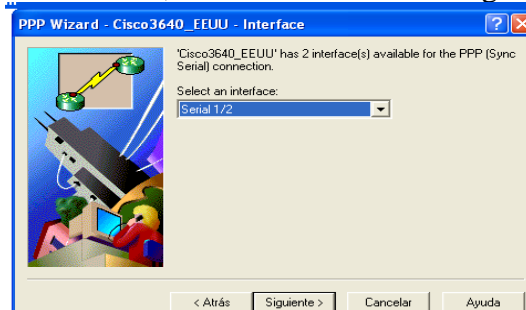 PPP Wizard - Cisco3640_EEUU - Interface
'Cisco3640_EEUU' has 2 interface(s) available for the PPP (Sync
Serial) connection.
Select an interface:
Serial 1/2
< Atrás Siguiente > Cancelar Ayuda